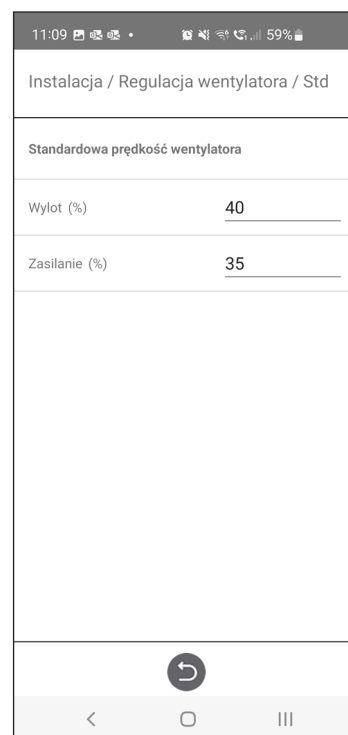 11:09 59%
Instalacja / Regulacja wentylatora / Std
Standardowa prędkość wentylatora
Wylot (%) 40
Zasilanie (%) 35